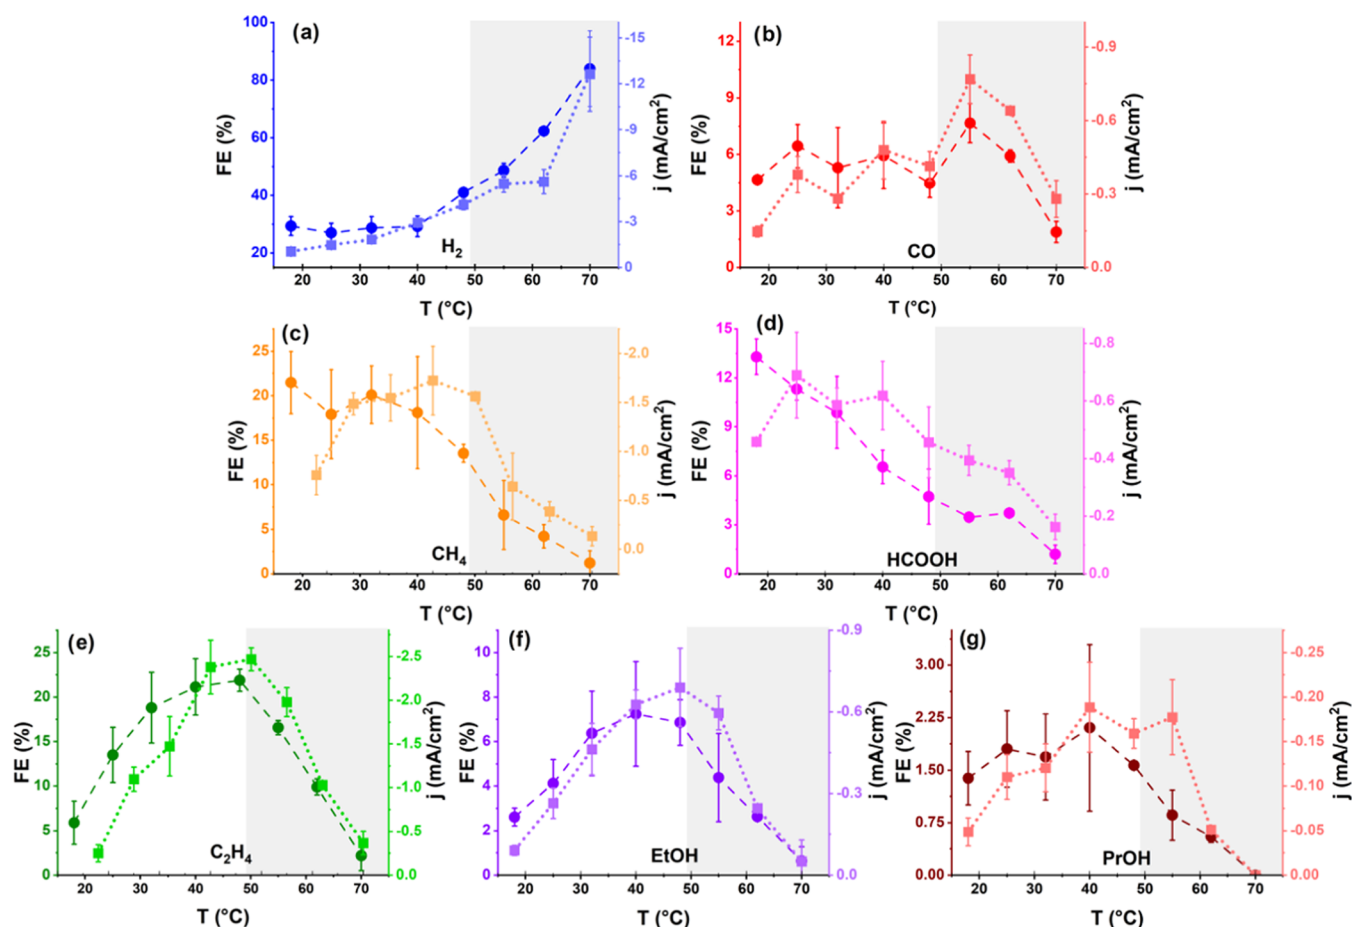 (a)
100
80
60
40
20
FE (%)
-15
-12
-9
-6
-3
0
j (mA/cm²)
H₂
20 30 40 50 60 70
T (°C)
(b)
12
9
6
3
0
FE (%)
-0.9
-0.6
-0.3
0.0
j (mA/cm²)
CO
20 30 40 50 60 70
T (°C)
(c)
25
20
15
10
5
0
FE (%)
-2.0
-1.5
-1.0
-0.5
0.0
j (mA/cm²)
CH₄
20 30 40 50 60 70
T (°C)
(d)
15
12
9
6
3
0
FE (%)
-0.8
-0.6
-0.4
-0.2
0.0
j (mA/cm²)
HCOOH
20 30 40 50 60 70
T (°C)
(e)
25
20
15
10
5
0
FE (%)
-2.5
-2.0
-1.5
-1.0
-0.5
0.0
j (mA/cm²)
C₂H₄
20 30 40 50 60 70
T (°C)
(f)
10
8
6
4
2
0
FE (%)
-0.9
-0.6
-0.3
0.0
j (mA/cm²)
EtOH
20 30 40 50 60 70
T (°C)
(g)
3.00
2.25
1.50
0.75
0.00
FE (%)
-0.25
-0.20
-0.15
-0.10
-0.05
0.00
j (mA/cm²)
PrOH
20 30 40 50 60 70
T (°C)